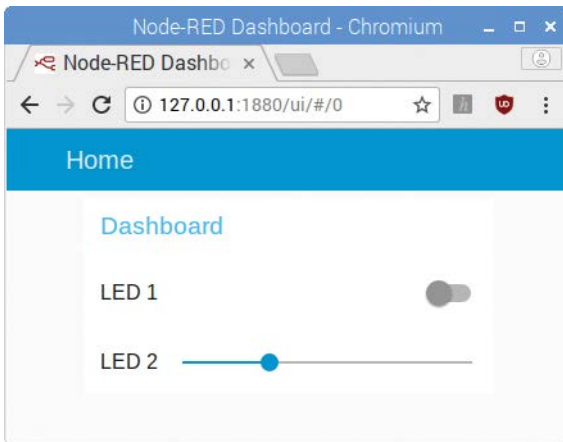 Node-RED Dashboard - Chromium
Node-RED Dashbo
127.0.0.1:1880/ui/#/0
Home
Dashboard
LED 1
LED 2